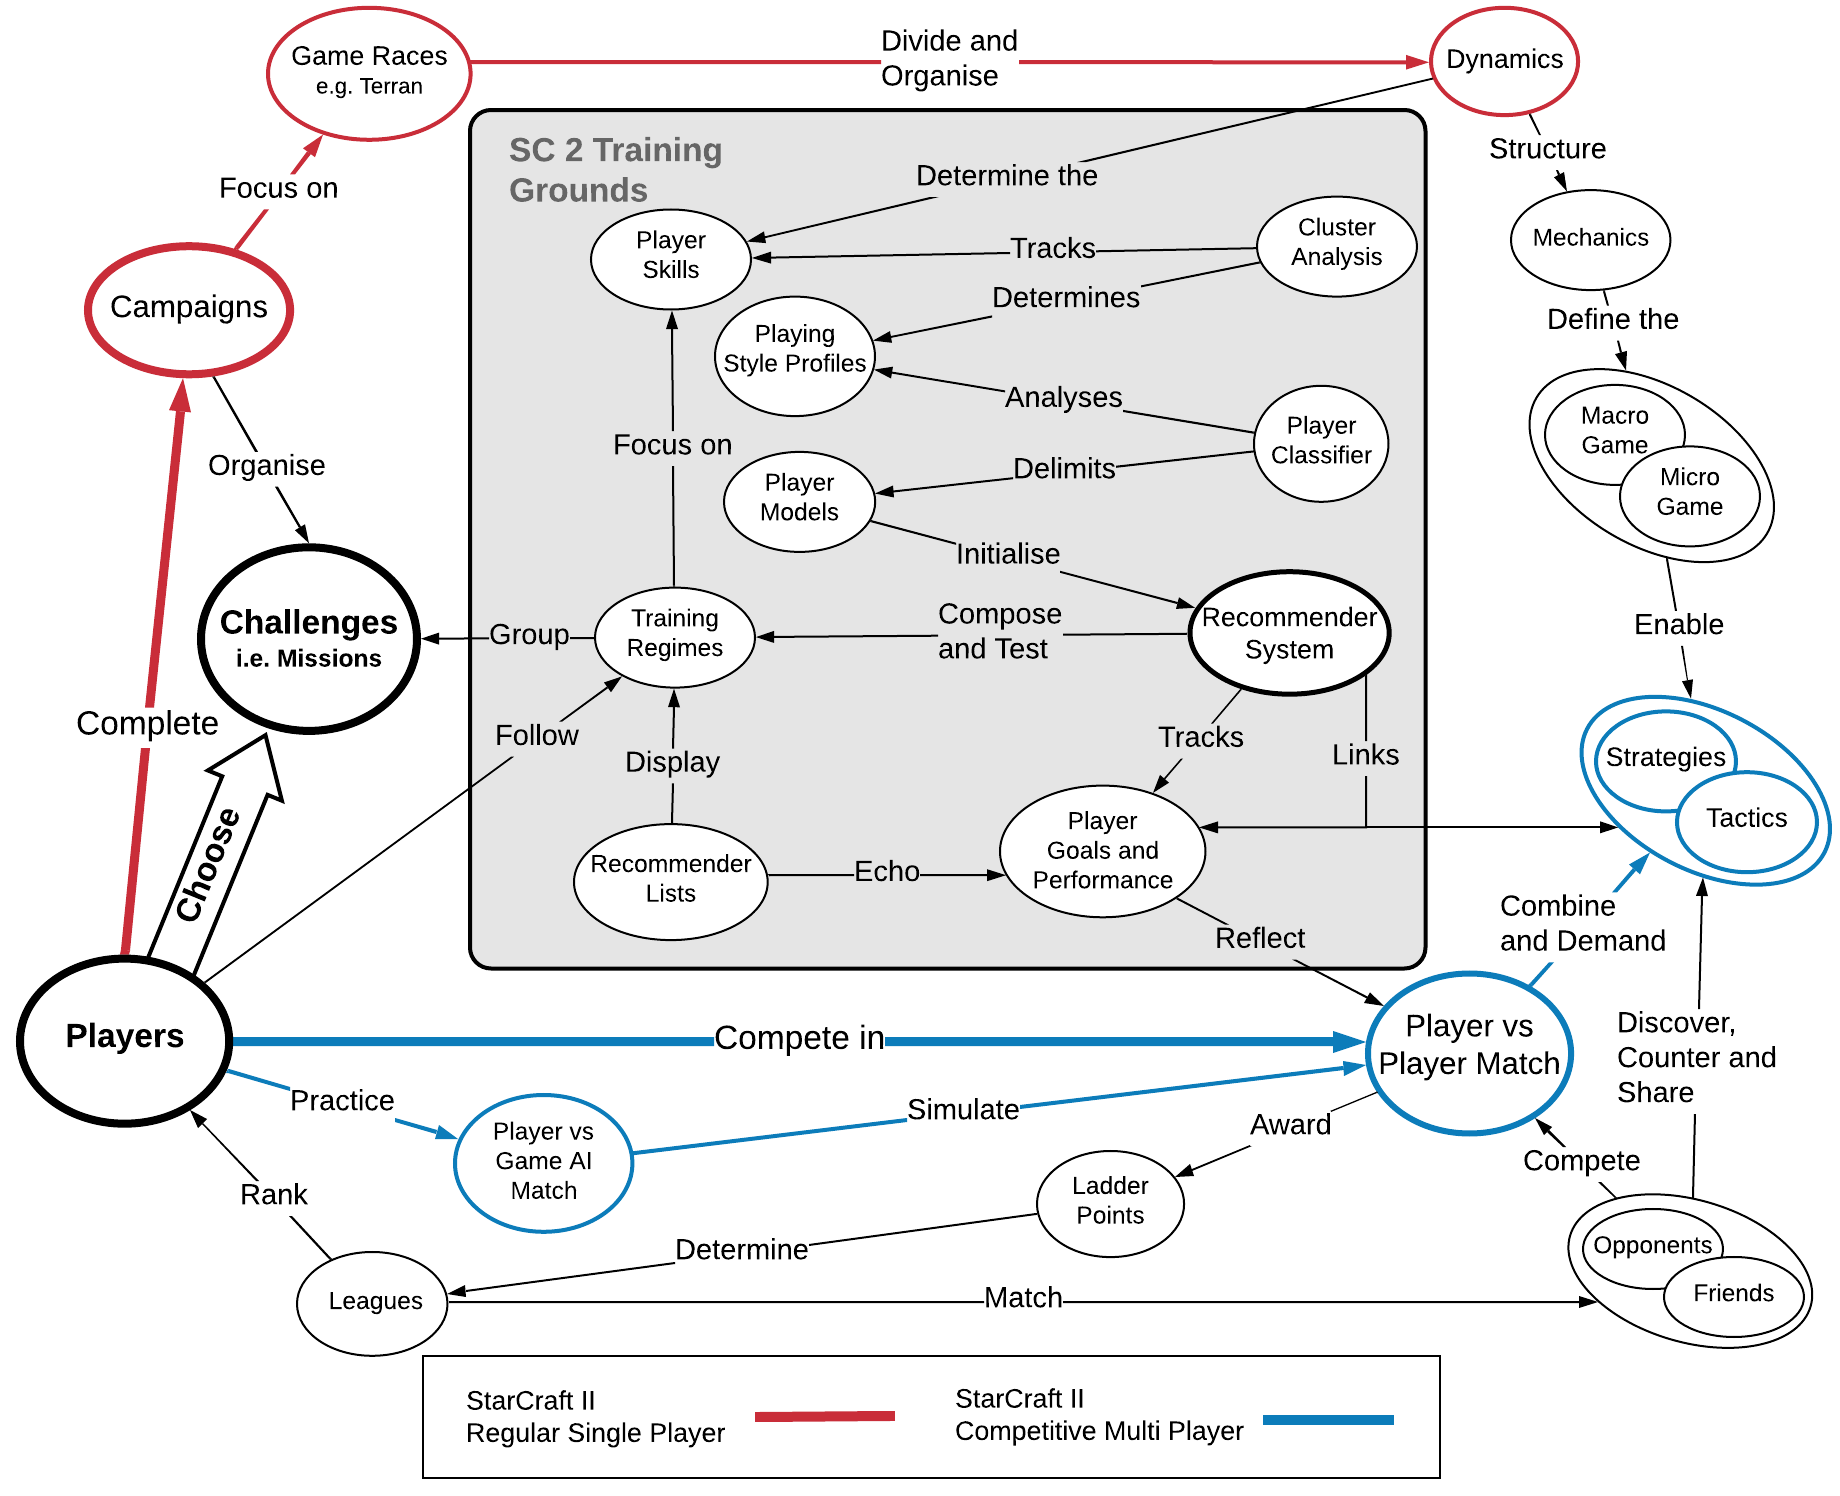 Game Races
e.g. Terran
Divide and
Organise
Dynamics
Structure
Mechanics
Define the
Macro
Game
Micro
Game
Enable
Strategies
Tactics
Focus on
Campaigns
Organise
Challenges
i.e. Missions
Complete
Choose
Players
SC 2 Training
Grounds
Determine the
Player
Skills
Tracks
Cluster
Analysis
Determines
Playing
Style Profiles
Analyses
Player
Classifier
Focus on
Delimits
Player
Models
Initialise
Recommender
System
Compose
and Test
Training
Regimes
Group
Follow
Display
Tracks
Links
Recommender
Lists
Echo
Player
Goals and
Performance
Reflect
Combine
and Demand
Compete in
Player vs
Player Match
Discover,
Counter and
Share
Practice
Player vs
Game AI
Match
Simulate
Award
Compete
Rank
Ladder
Points
Determine
Opponents
Friends
Leagues
Match
StarCraft II
Regular Single Player
StarCraft II
Competitive Multi Player